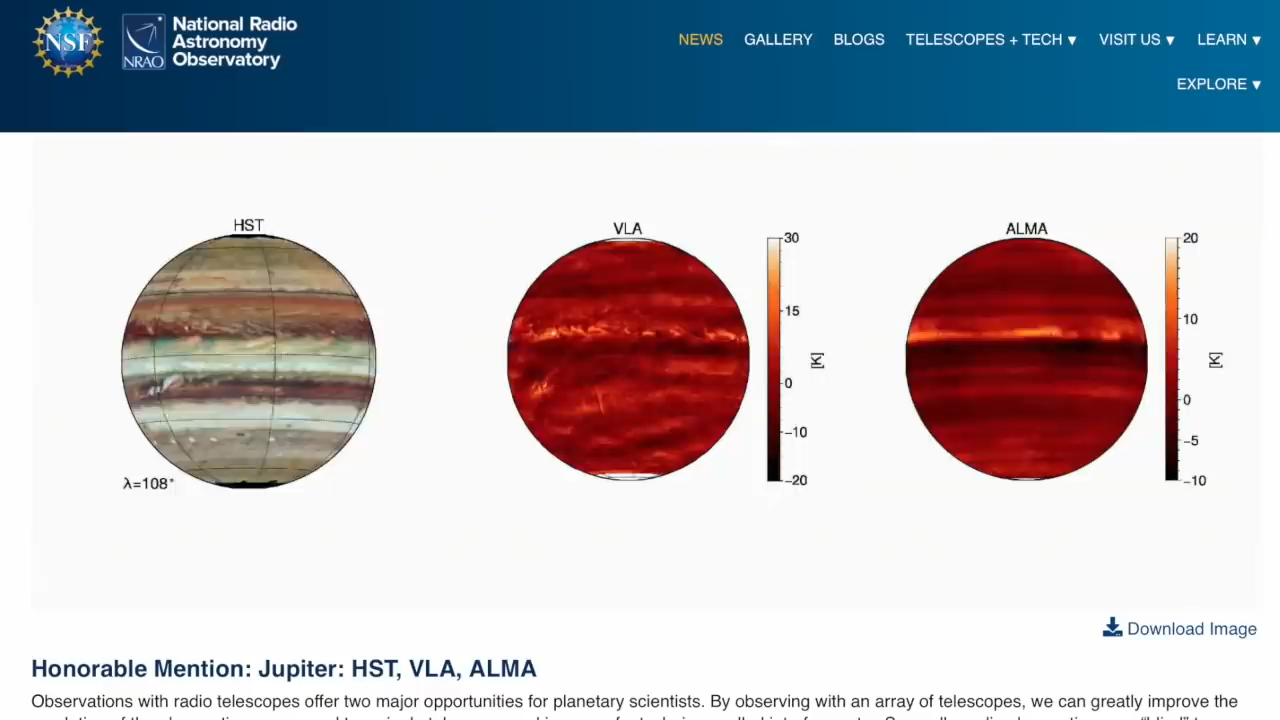 NSF
NRAO
National Radio
Astronomy
Observatory
NEWS GALLERY BLOGS TELESCOPES + TECH ▼ VISIT US ▼ LEARN ▼
EXPLORE ▼
HST
λ=108°
VLA
30
15
0
−10
−20
[K]
ALMA
20
10
0
−5
−10
[K]
Download Image
Honorable Mention: Jupiter: HST, VLA, ALMA
Observations with radio telescopes offer two major opportunities for planetary scientists. By observing with an array of telescopes, we can greatly improve the